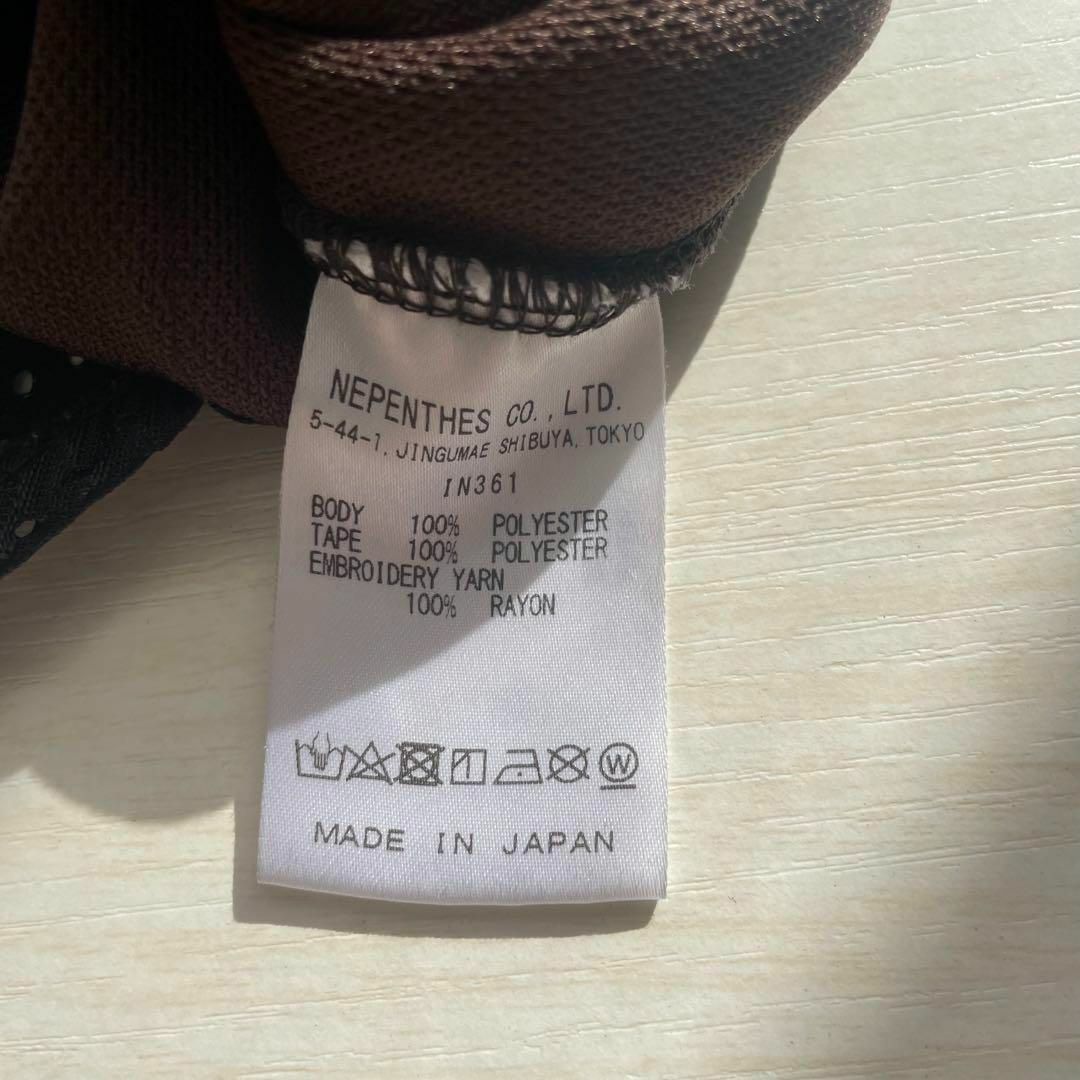 NEPENTHES CO.,LTD.
5-44-1, JINGUMAE SHIBUYA, TOKYO
IN361
BODY 100% POLYESTER
TAPE 100% POLYESTER
EMBROIDERY YARN
100% RAYON
W
MADE IN JAPAN